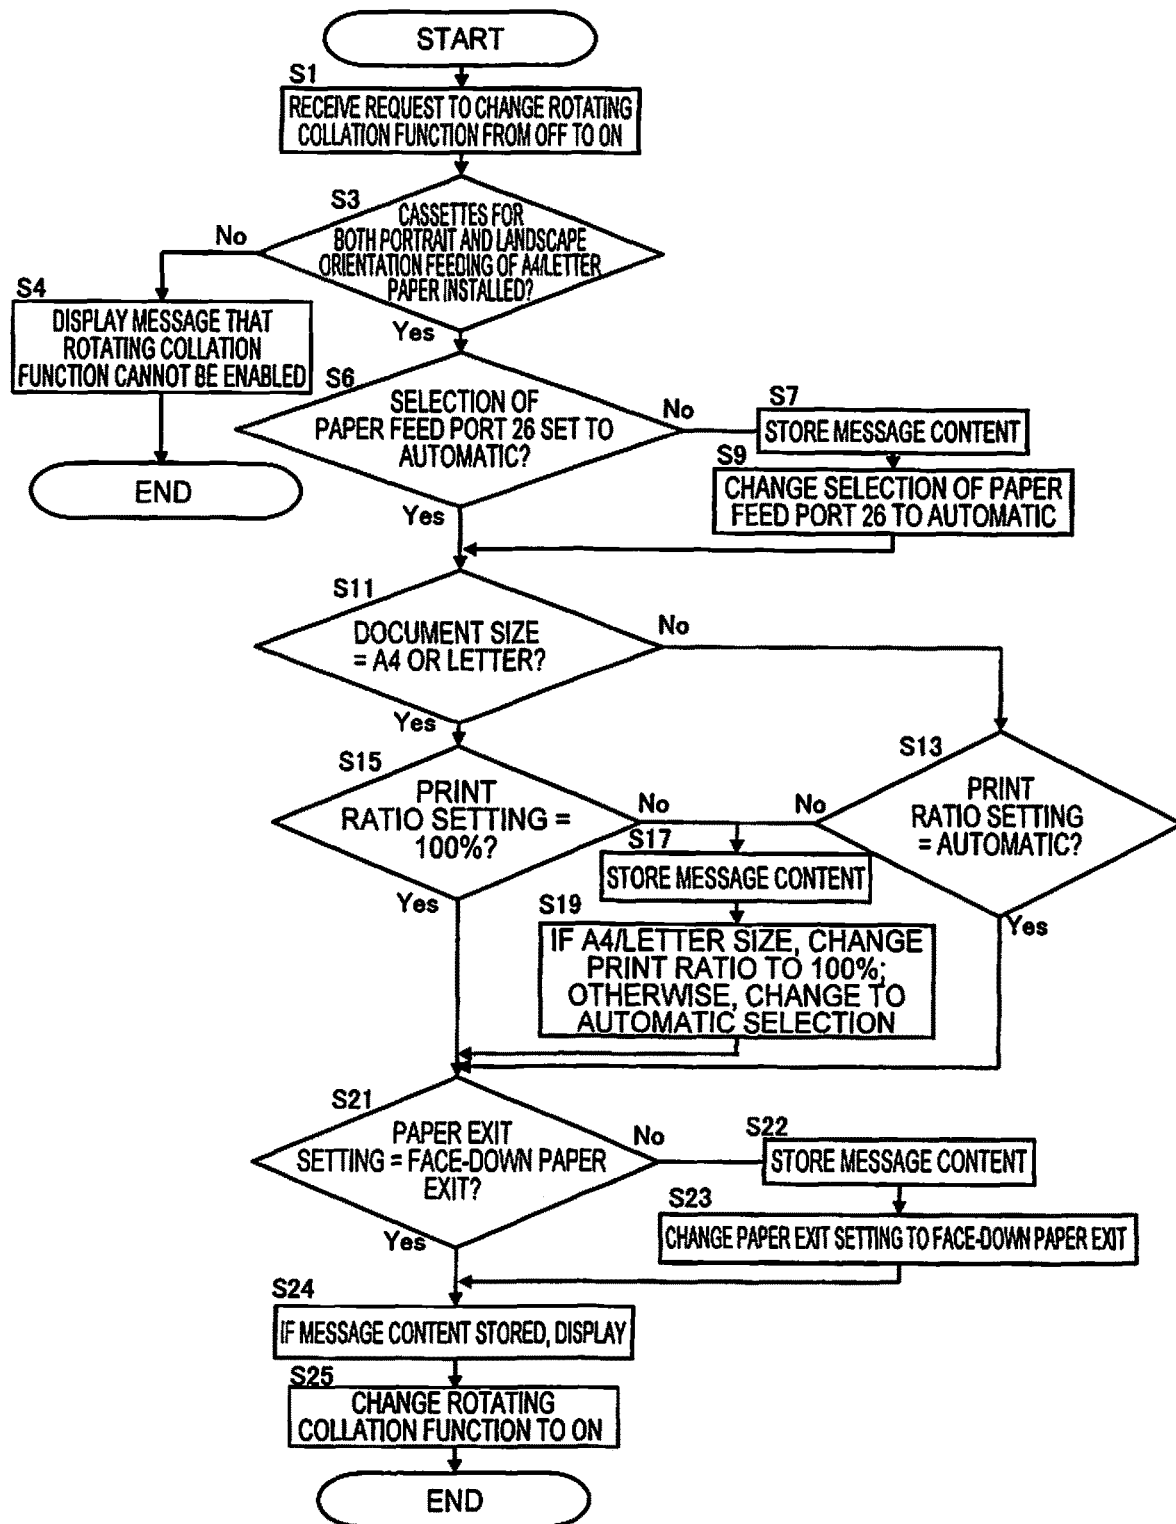 START
S1
RECEIVE REQUEST TO CHANGE ROTATING
COLLATION FUNCTION FROM OFF TO ON
S3
CASSETTES FOR
BOTH PORTRAIT AND LANDSCAPE
ORIENTATION FEEDING OF A4/LETTER
PAPER INSTALLED?
No
Yes
S4
DISPLAY MESSAGE THAT
ROTATING COLLATION
FUNCTION CANNOT BE ENABLED
END
S6
SELECTION OF
PAPER FEED PORT 26 SET TO
AUTOMATIC?
No
Yes
S7
STORE MESSAGE CONTENT
S9
CHANGE SELECTION OF PAPER
FEED PORT 26 TO AUTOMATIC
S11
DOCUMENT SIZE
= A4 OR LETTER?
No
Yes
S15
PRINT
RATIO SETTING =
100%?
No
Yes
S13
PRINT
RATIO SETTING
= AUTOMATIC?
No
Yes
S17
STORE MESSAGE CONTENT
S19
IF A4/LETTER SIZE, CHANGE
PRINT RATIO TO 100%;
OTHERWISE, CHANGE TO
AUTOMATIC SELECTION
S21
PAPER EXIT
SETTING = FACE-DOWN PAPER
EXIT?
No
Yes
S22
STORE MESSAGE CONTENT
S23
CHANGE PAPER EXIT SETTING TO FACE-DOWN PAPER EXIT
S24
IF MESSAGE CONTENT STORED, DISPLAY
S25
CHANGE ROTATING
COLLATION FUNCTION TO ON
END